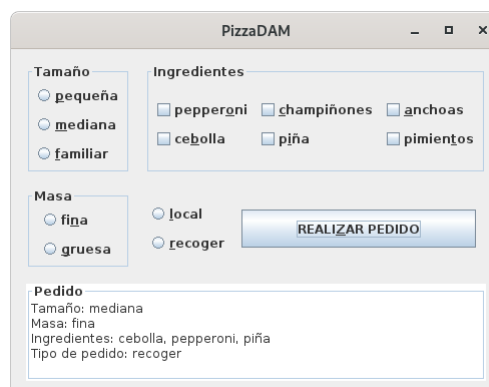 PizzaDAM
Tamaño
pequeña
mediana
familiar
Ingredientes
pepperoni champiñones anchoas
cebolla piña pimientos
Masa
fina
gruesa
local
recoger
REALIZAR PEDIDO
Pedido
Tamaño: mediana
Masa: fina
Ingredientes: cebolla, pepperoni, piña
Tipo de pedido: recoger